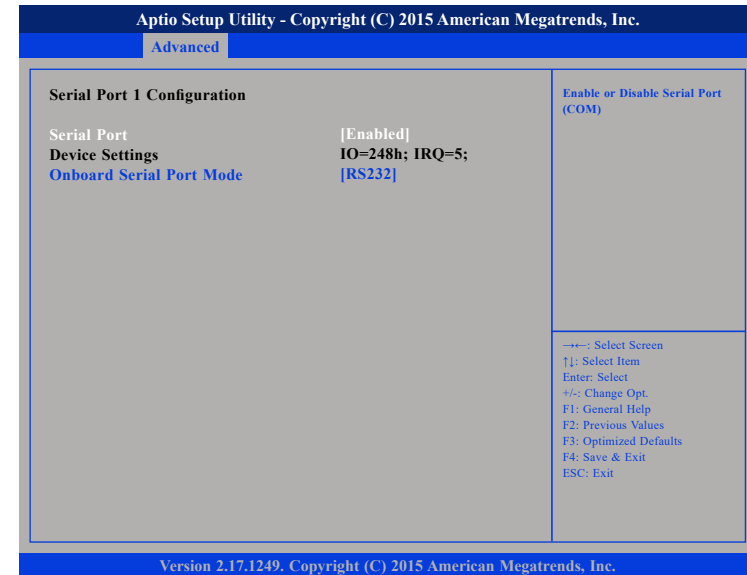 Aptio Setup Utility - Copyright (C) 2015 American Megatrends, Inc.
Advanced
Serial Port 1 Configuration
Serial Port [Enabled]
Device Settings IO=248h; IRQ=5;
Onboard Serial Port Mode [RS232]
Enable or Disable Serial Port
(COM)
→←: Select Screen
↑↓: Select Item
Enter: Select
+/-: Change Opt.
F1: General Help
F2: Previous Values
F3: Optimized Defaults
F4: Save & Exit
ESC: Exit
Version 2.17.1249. Copyright (C) 2015 American Megatrends, Inc.